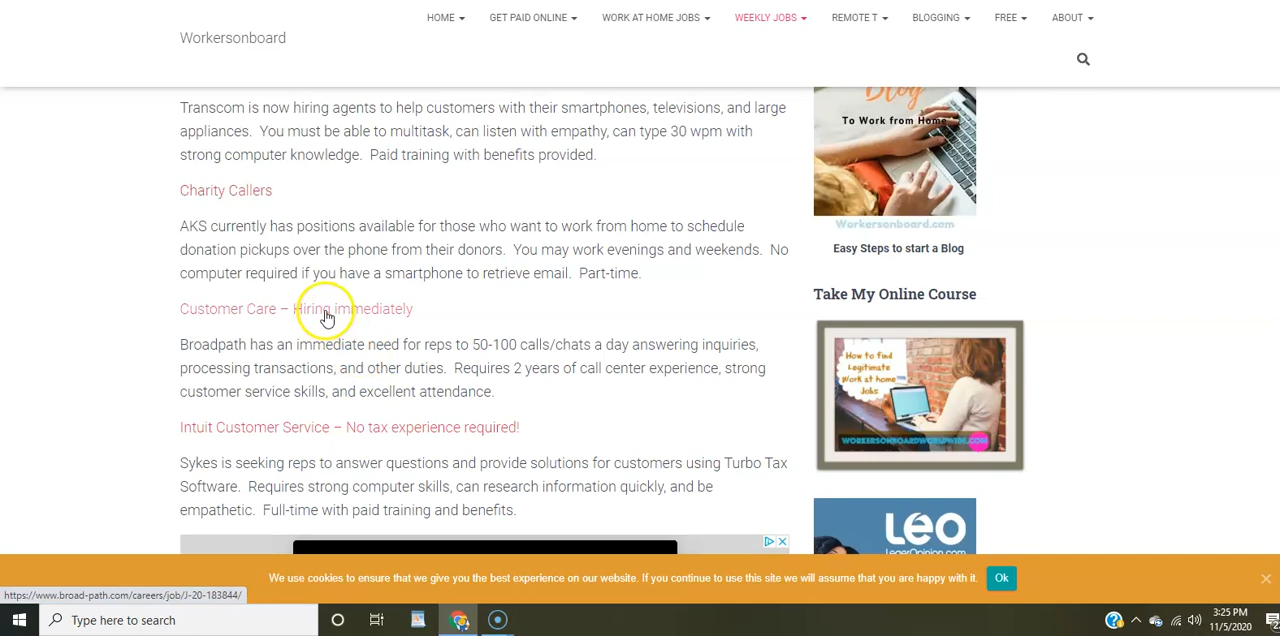 HOME
GET PAID ONLINE
WORK AT HOME JOBS
WEEKLY JOBS
REMOTE T
BLOGGING
FREE
ABOUT
Workersonboard
Transcom is now hiring agents to help customers with their smartphones, televisions, and large
appliances. You must be able to multitask, can listen with empathy, can type 30 wpm with
strong computer knowledge. Paid training with benefits provided.
Charity Callers
AKS currently has positions available for those who want to work from home to schedule
donation pickups over the phone from their donors. You may work evenings and weekends. No
computer required if you have a smartphone to retrieve email. Part-time.
Customer Care – Hiring immediately
Broadpath has an immediate need for reps to 50-100 calls/chats a day answering inquiries,
processing transactions, and other duties. Requires 2 years of call center experience, strong
customer service skills, and excellent attendance.
Intuit Customer Service – No tax experience required!
Sykes is seeking reps to answer questions and provide solutions for customers using Turbo Tax
Software. Requires strong computer skills, can research information quickly, and be
empathetic. Full-time with paid training and benefits.
Blog
To Work from Home
Workersonboard.com
Easy Steps to start a Blog
Take My Online Course
How to find
Legitimate
Work at home
Jobs
WORKERSONBOARDWORLDWIDE.COM
LEO
LegerOpinion.com
We use cookies to ensure that we give you the best experience on our website. If you continue to use this site we will assume that you are happy with it.
Ok
https://www.broad-path.com/careers/job/J-20-183844/
Type here to search
3:25 PM
11/5/2020